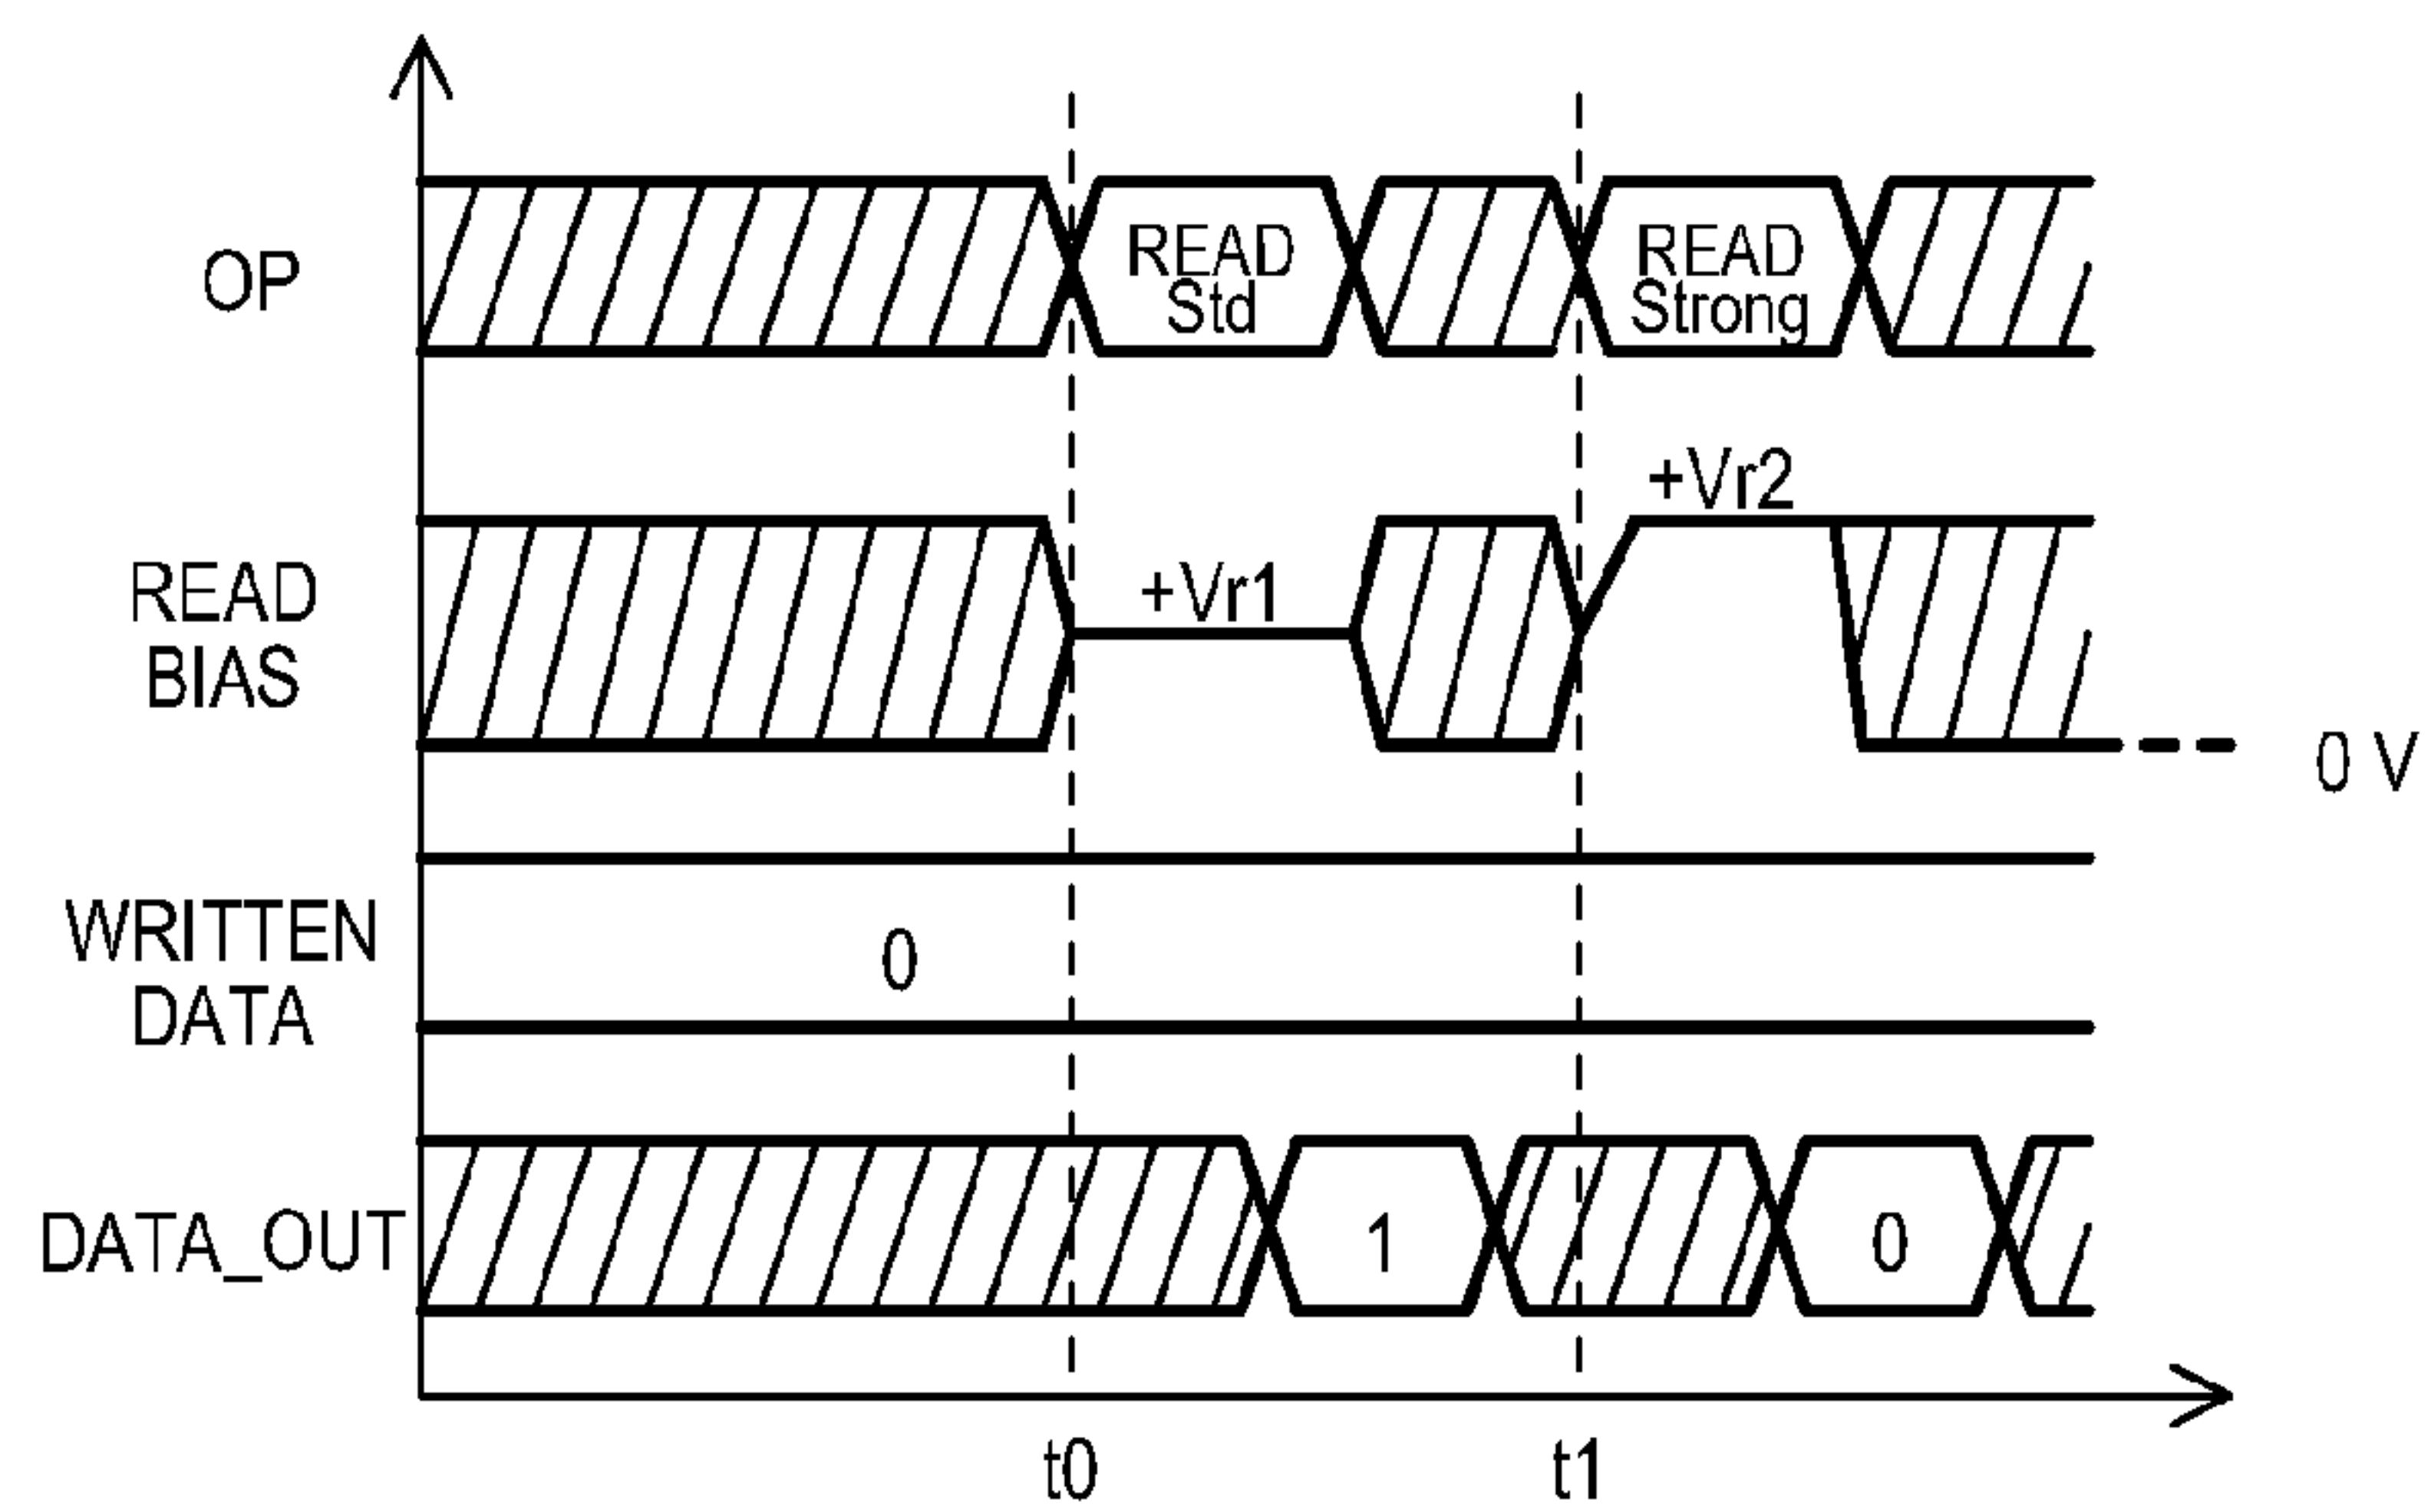 OP
READ
Std
READ
Strong
READ
BIAS
+Vr1
+Vr2
0 V
WRITTEN
DATA
0
DATA_OUT
1
0
t0
t1